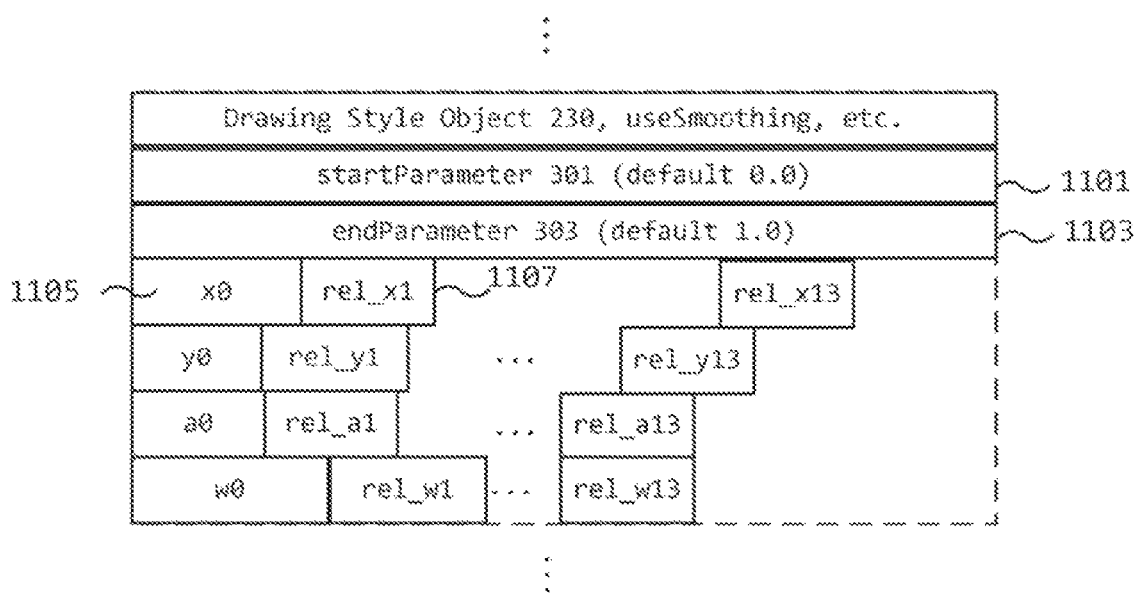 Drawing Style Object 230, useSmoothing, etc.
startParameter 301 (default 0.0) 1101
endParameter 303 (default 1.0) 1103
1105 x0 rel_x1 1107 rel_x13
y0 rel_y1 ... rel_y13
a0 rel_a1 ... rel_a13
w0 rel_w1 ... rel_w13